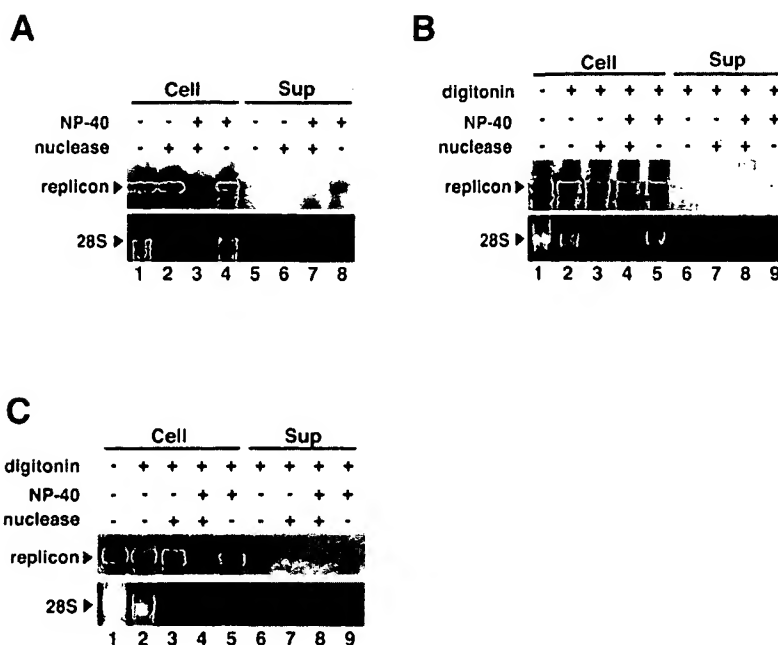 A
Cell Sup
NP-40 - - + + - - + +
nuclease - + + - - + + -
replicon
28S
1 2 3 4 5 6 7 8
B
Cell Sup
digitonin - + + + + + + + +
NP-40 - - - + + - - + +
nuclease - - + + - - + + -
replicon
28S
1 2 3 4 5 6 7 8 9
C
Cell Sup
digitonin - + + + + + + + +
NP-40 - - - + + - - + +
nuclease - - + + - - + + -
replicon
28S
1 2 3 4 5 6 7 8 9